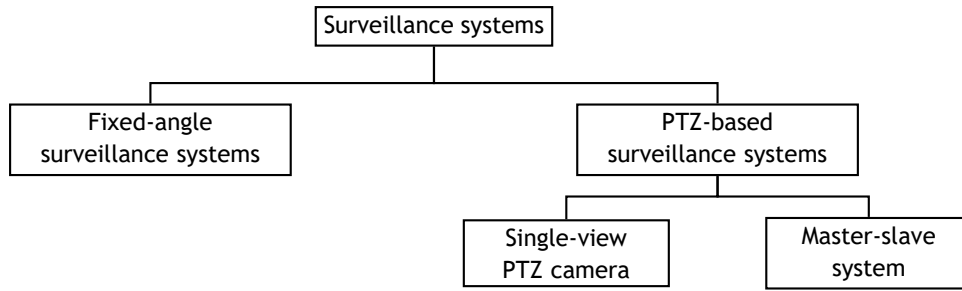 Surveillance systems
Fixed-angle
surveillance systems
PTZ-based
surveillance systems
Single-view
PTZ camera
Master-slave
system